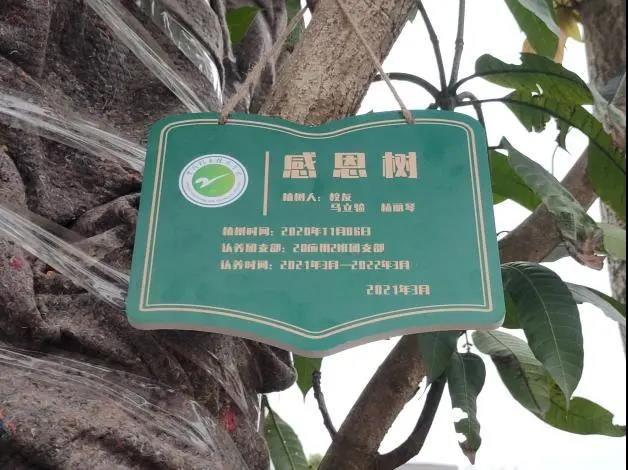 感恩树
植树人：校友
马立骀 杨丽琴
植树时间：2020年11月06日
认养团支部：20应用2班团支部
认养时间：2021年3月—2022年3月
2021年3月